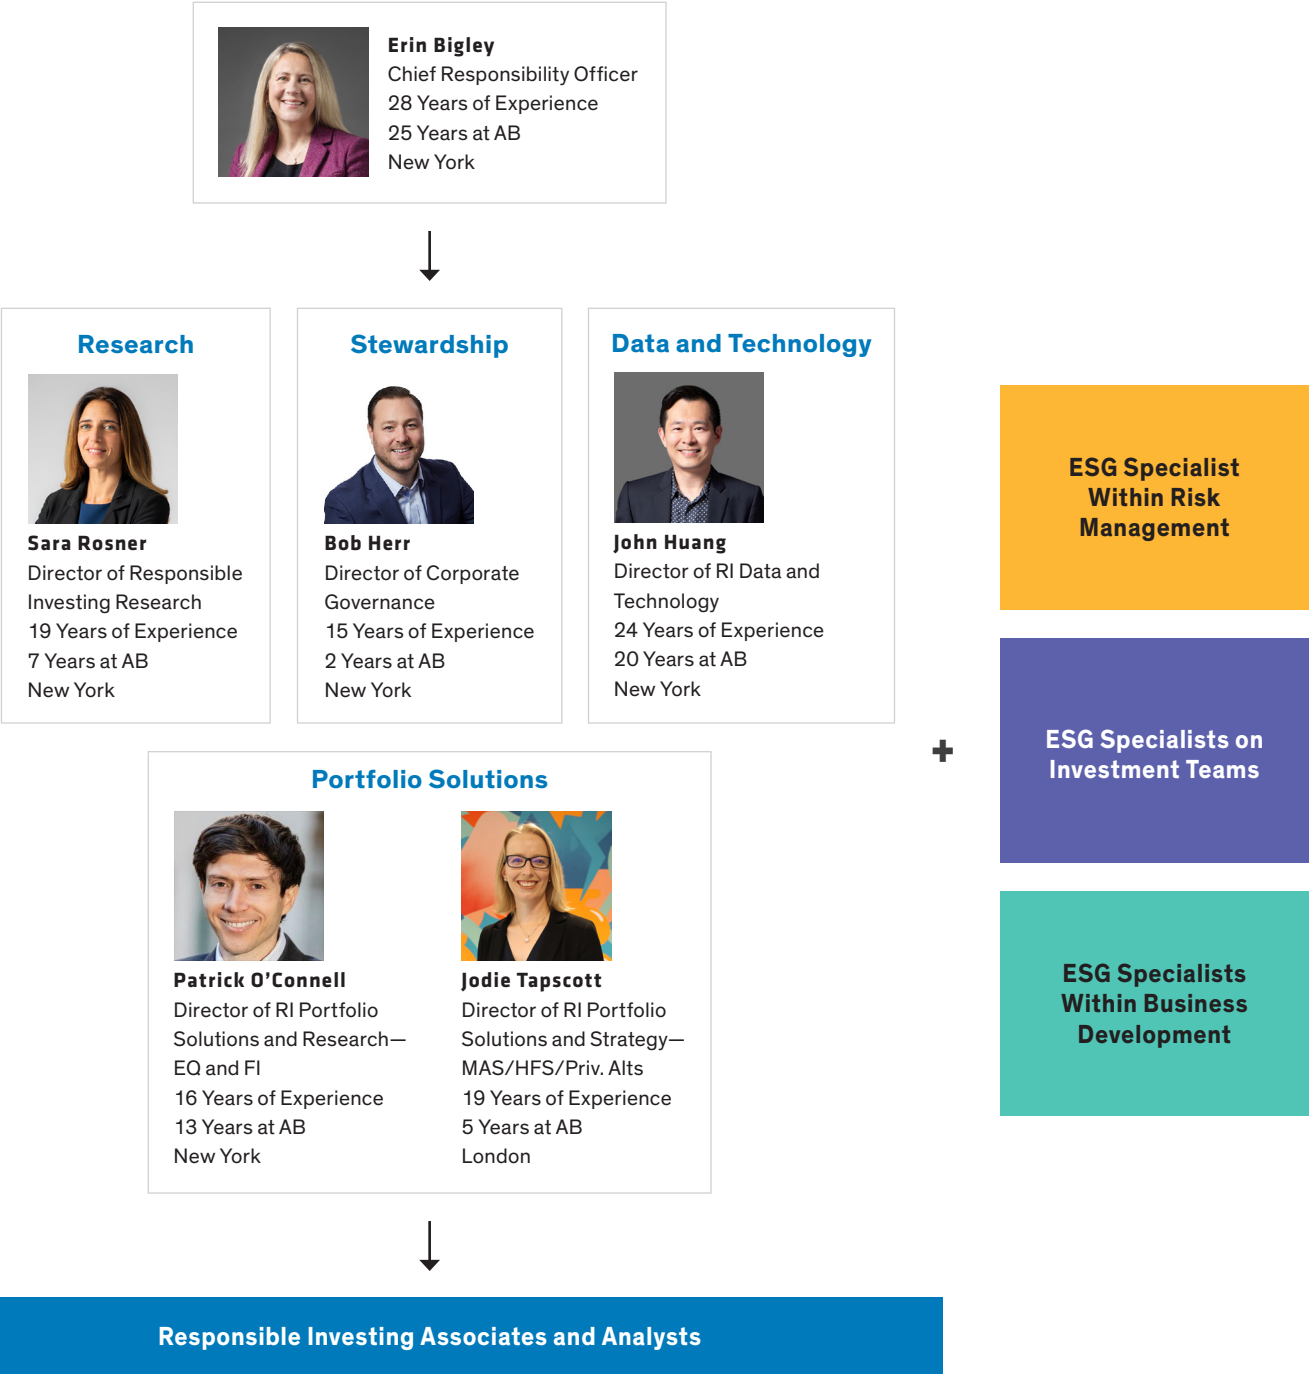 Erin Bigley
Chief Responsibility Officer
28 Years of Experience
25 Years at AB
New York
Research
Sara Rosner
Director of Responsible
Investing Research
19 Years of Experience
7 Years at AB
New York
Stewardship
Bob Herr
Director of Corporate
Governance
15 Years of Experience
2 Years at AB
New York
Data and Technology
John Huang
Director of RI Data and
Technology
24 Years of Experience
20 Years at AB
New York
Portfolio Solutions
Patrick O’Connell
Director of RI Portfolio
Solutions and Research—
EQ and FI
16 Years of Experience
13 Years at AB
New York
Jodie Tapscott
Director of RI Portfolio
Solutions and Strategy—
MAS/HFS/Priv. Alts
19 Years of Experience
5 Years at AB
London
Responsible Investing Associates and Analysts
+
ESG Specialist
Within Risk
Management
ESG Specialists on
Investment Teams
ESG Specialists
Within Business
Development